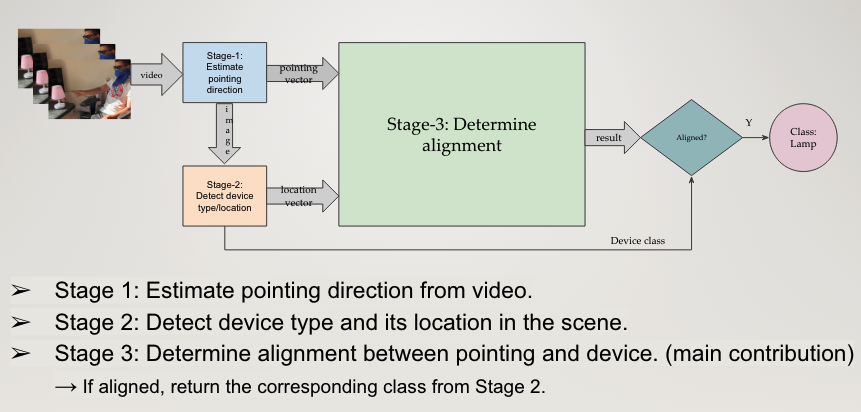 video
Stage-1:
Estimate
pointing
direction
pointing
vector
image
Stage-2:
Detect device
type/location
location
vector
Stage-3: Determine
alignment
result
Aligned?
Y
Class:
Lamp
Device class
➢ Stage 1: Estimate pointing direction from video.
➢ Stage 2: Detect device type and its location in the scene.
➢ Stage 3: Determine alignment between pointing and device. (main contribution)
→ If aligned, return the corresponding class from Stage 2.